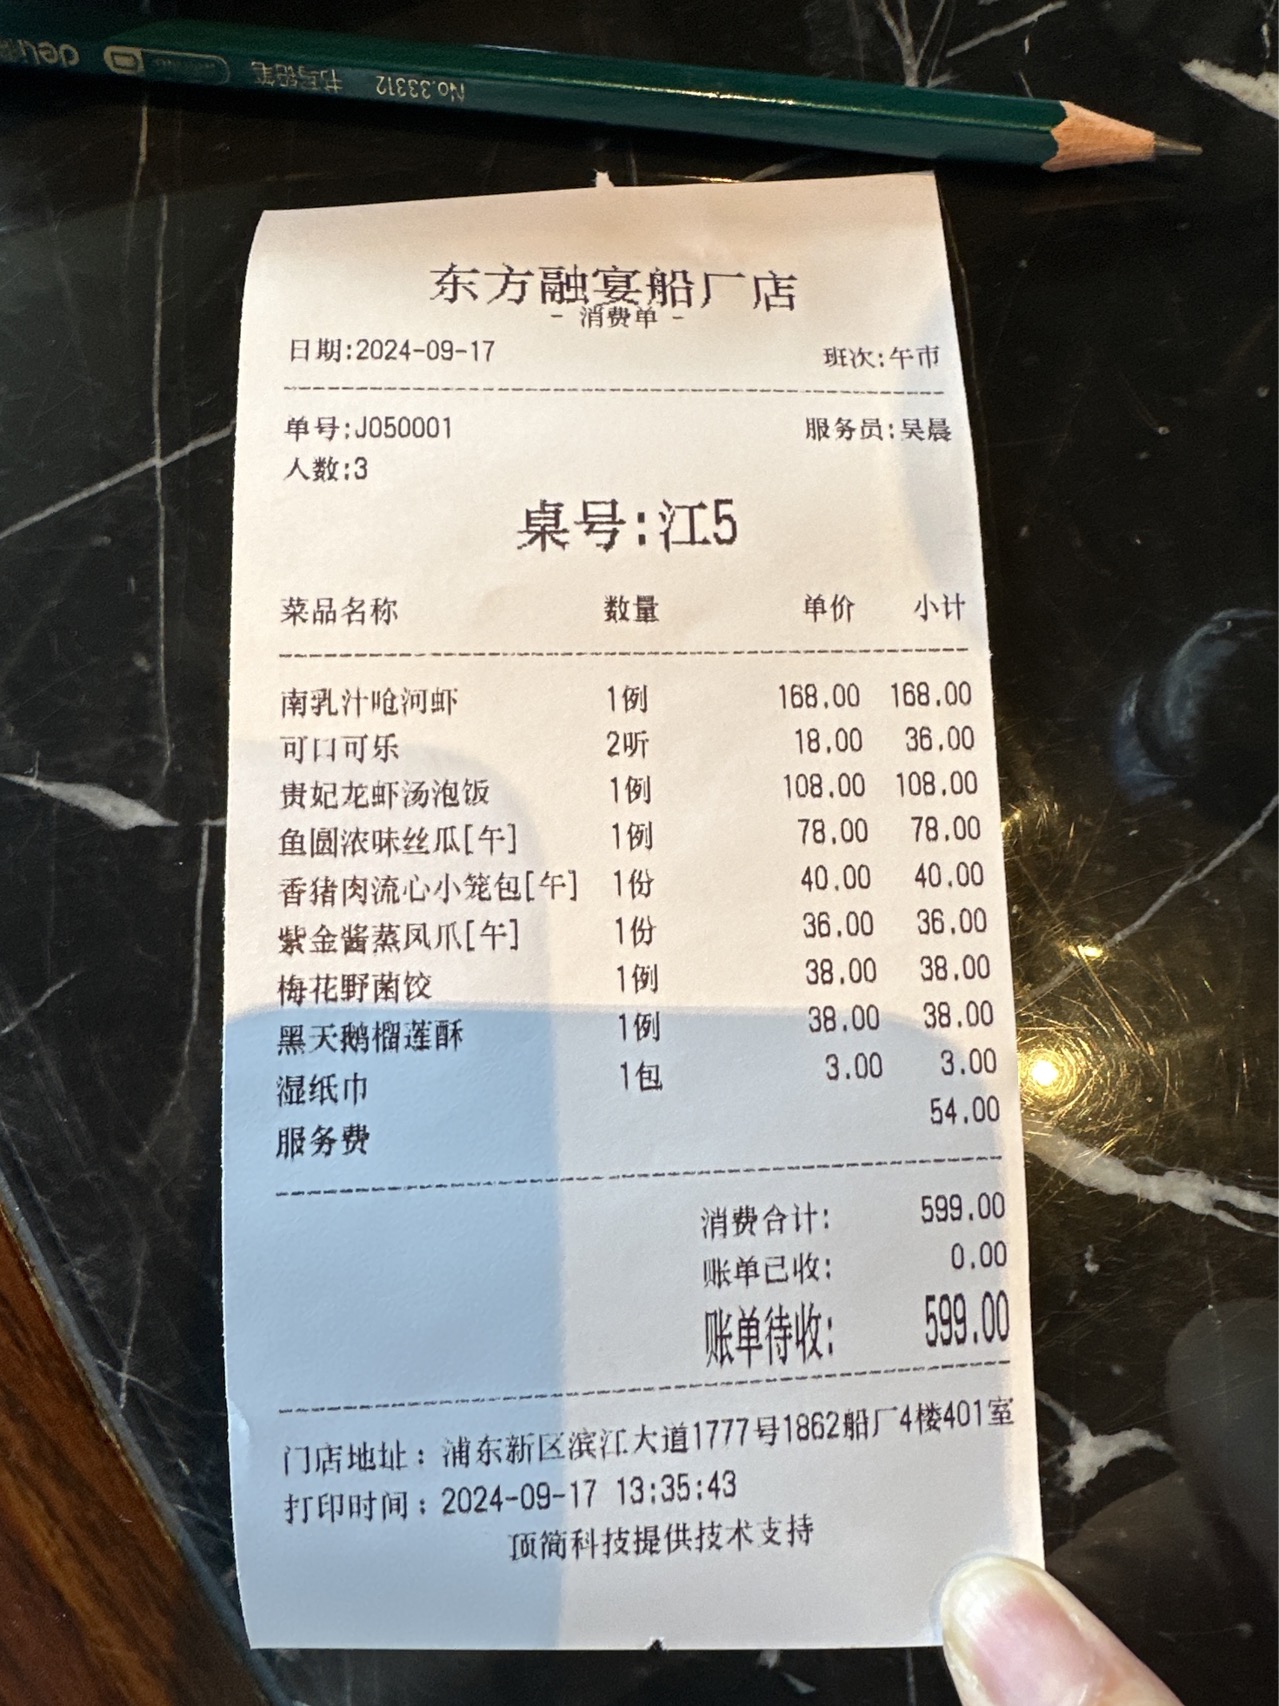 deli
书写铅笔 No.33312
东方融宴船厂店
- 消费单 -
日期:2024-09-17 班次:午市
单号:J050001 服务员:吴晨
人数:3
桌号:江5
菜品名称 数量 单价 小计
南乳汁呛河虾 1例 168.00 168.00
可口可乐 2听 18.00 36.00
贵妃龙虾汤泡饭 1例 108.00 108.00
鱼圆浓味丝瓜[午] 1例 78.00 78.00
香猪肉流心小笼包[午] 1份 40.00 40.00
紫金酱蒸凤爪[午] 1份 36.00 36.00
梅花野菌饺 1例 38.00 38.00
黑天鹅榴莲酥 1例 38.00 38.00
湿纸巾 1包 3.00 3.00
服务费 54.00
消费合计: 599.00
账单已收: 0.00
账单待收: 599.00
门店地址：浦东新区滨江大道1777号1862船厂4楼401室
打印时间：2024-09-17 13:35:43
顶简科技提供技术支持